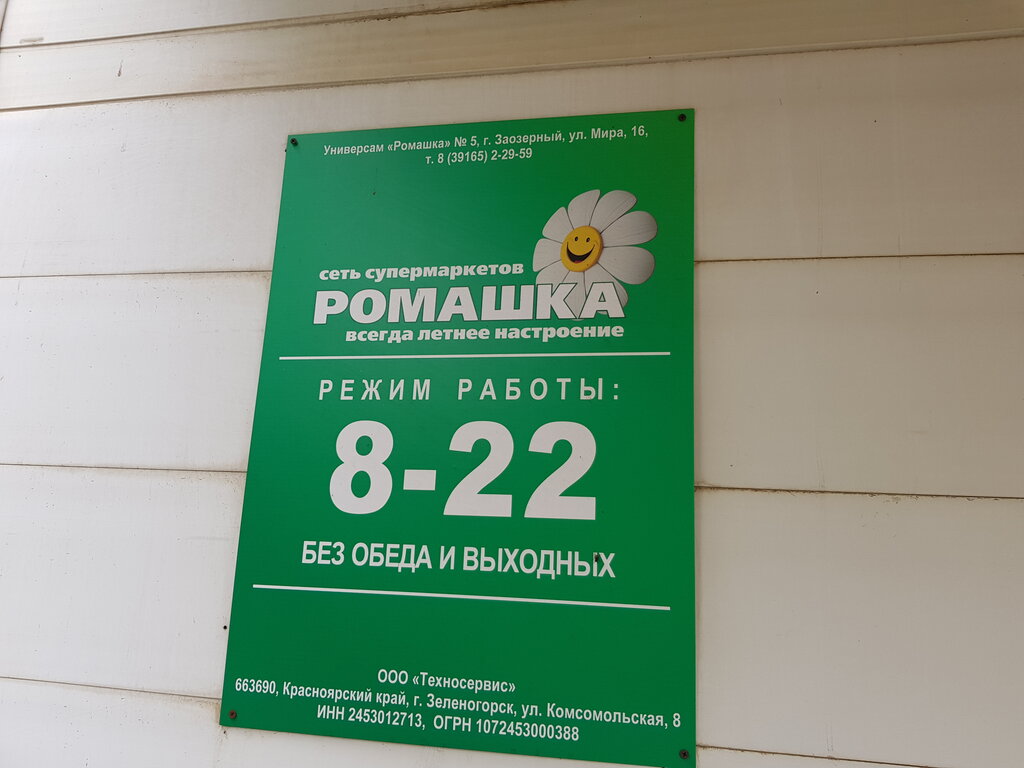 Универсам «Ромашка» № 5, г. Заозерный, ул. Мира, 16,
т. 8 (39165) 2-29-59
сеть супермаркетов
РОМАШКА
всегда летнее настроение
РЕЖИМ РАБОТЫ:
8-22
БЕЗ ОБЕДА И ВЫХОДНЫХ
ООО «Техносервис»
663690, Красноярский край, г. Зеленогорск, ул. Комсомольская, 8
ИНН 2453012713, ОГРН 1072453000388